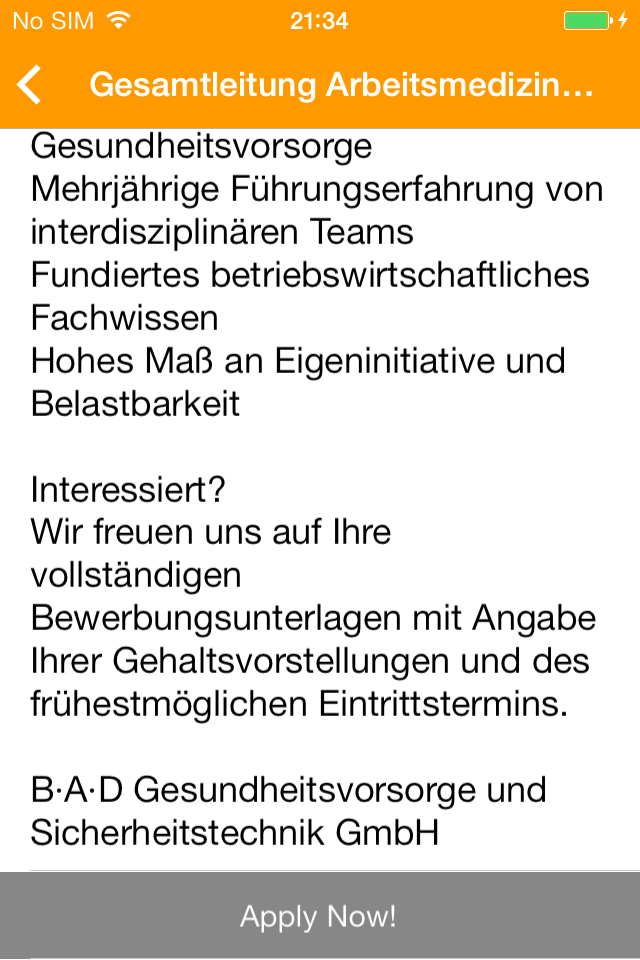 No SIM 21:34
Gesamtleitung Arbeitsmedizin...
Gesundheitsvorsorge
Mehrjährige Führungserfahrung von
interdisziplinären Teams
Fundiertes betriebswirtschaftliches
Fachwissen
Hohes Maß an Eigeninitiative und
Belastbarkeit
Interessiert?
Wir freuen uns auf Ihre
vollständigen
Bewerbungsunterlagen mit Angabe
Ihrer Gehaltsvorstellungen und des
frühestmöglichen Eintrittstermins.
B·A·D Gesundheitsvorsorge und
Sicherheitstechnik GmbH
Apply Now!